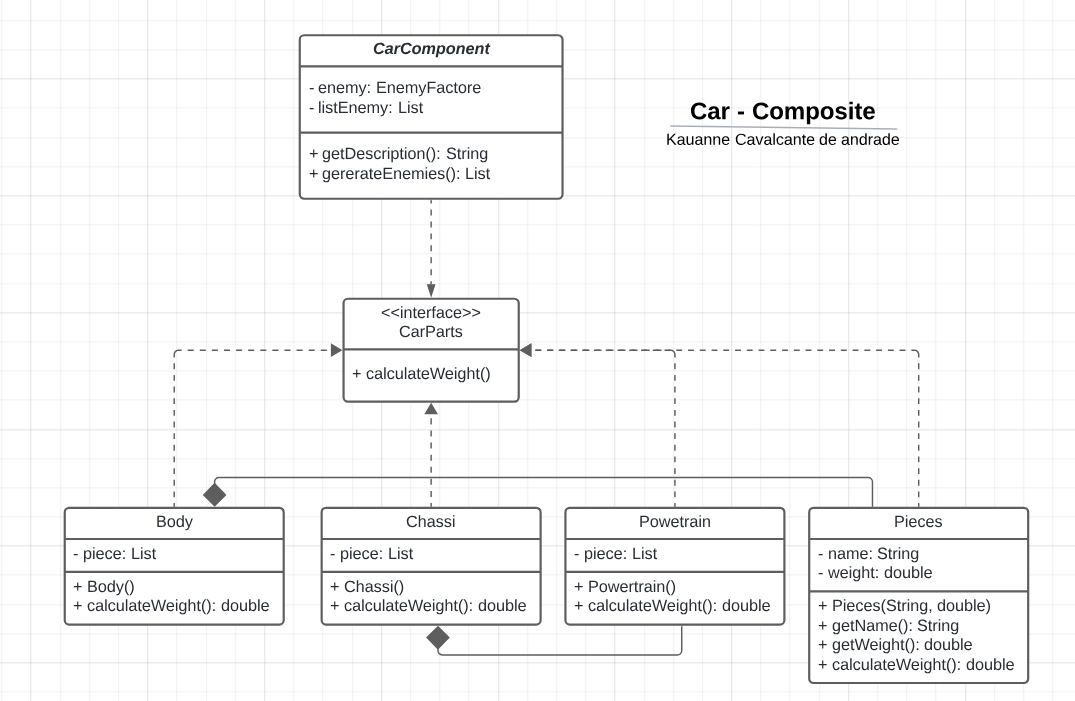 CarComponent
- enemy: EnemyFactore
- listEnemy: List
+ getDescription(): String
+ gererateEnemies(): List
Car - Composite
Kauanne Cavalcante de andrade
<<interface>>
CarParts
+ calculateWeight()
Body
- piece: List
+ Body()
+ calculateWeight(): double
Chassi
- piece: List
+ Chassi()
+ calculateWeight(): double
Powetrain
- piece: List
+ Powertrain()
+ calculateWeight(): double
Pieces
- name: String
- weight: double
+ Pieces(String, double)
+ getName(): String
+ getWeight(): double
+ calculateWeight(): double